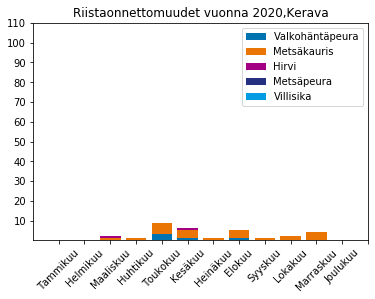 Riistaonnettomuudet vuonna 2020,Kerava
110
100
90
80
70
60
50
40
30
20
10
Valkohäntäpeura
Metsäkauris
Hirvi
Metsäpeura
Villisika
Tammikuu
Helmikuu
Maaliskuu
Huhtikuu
Toukokuu
Kesäkuu
Heinäkuu
Elokuu
Syyskuu
Lokakuu
Marraskuu
Joulukuu